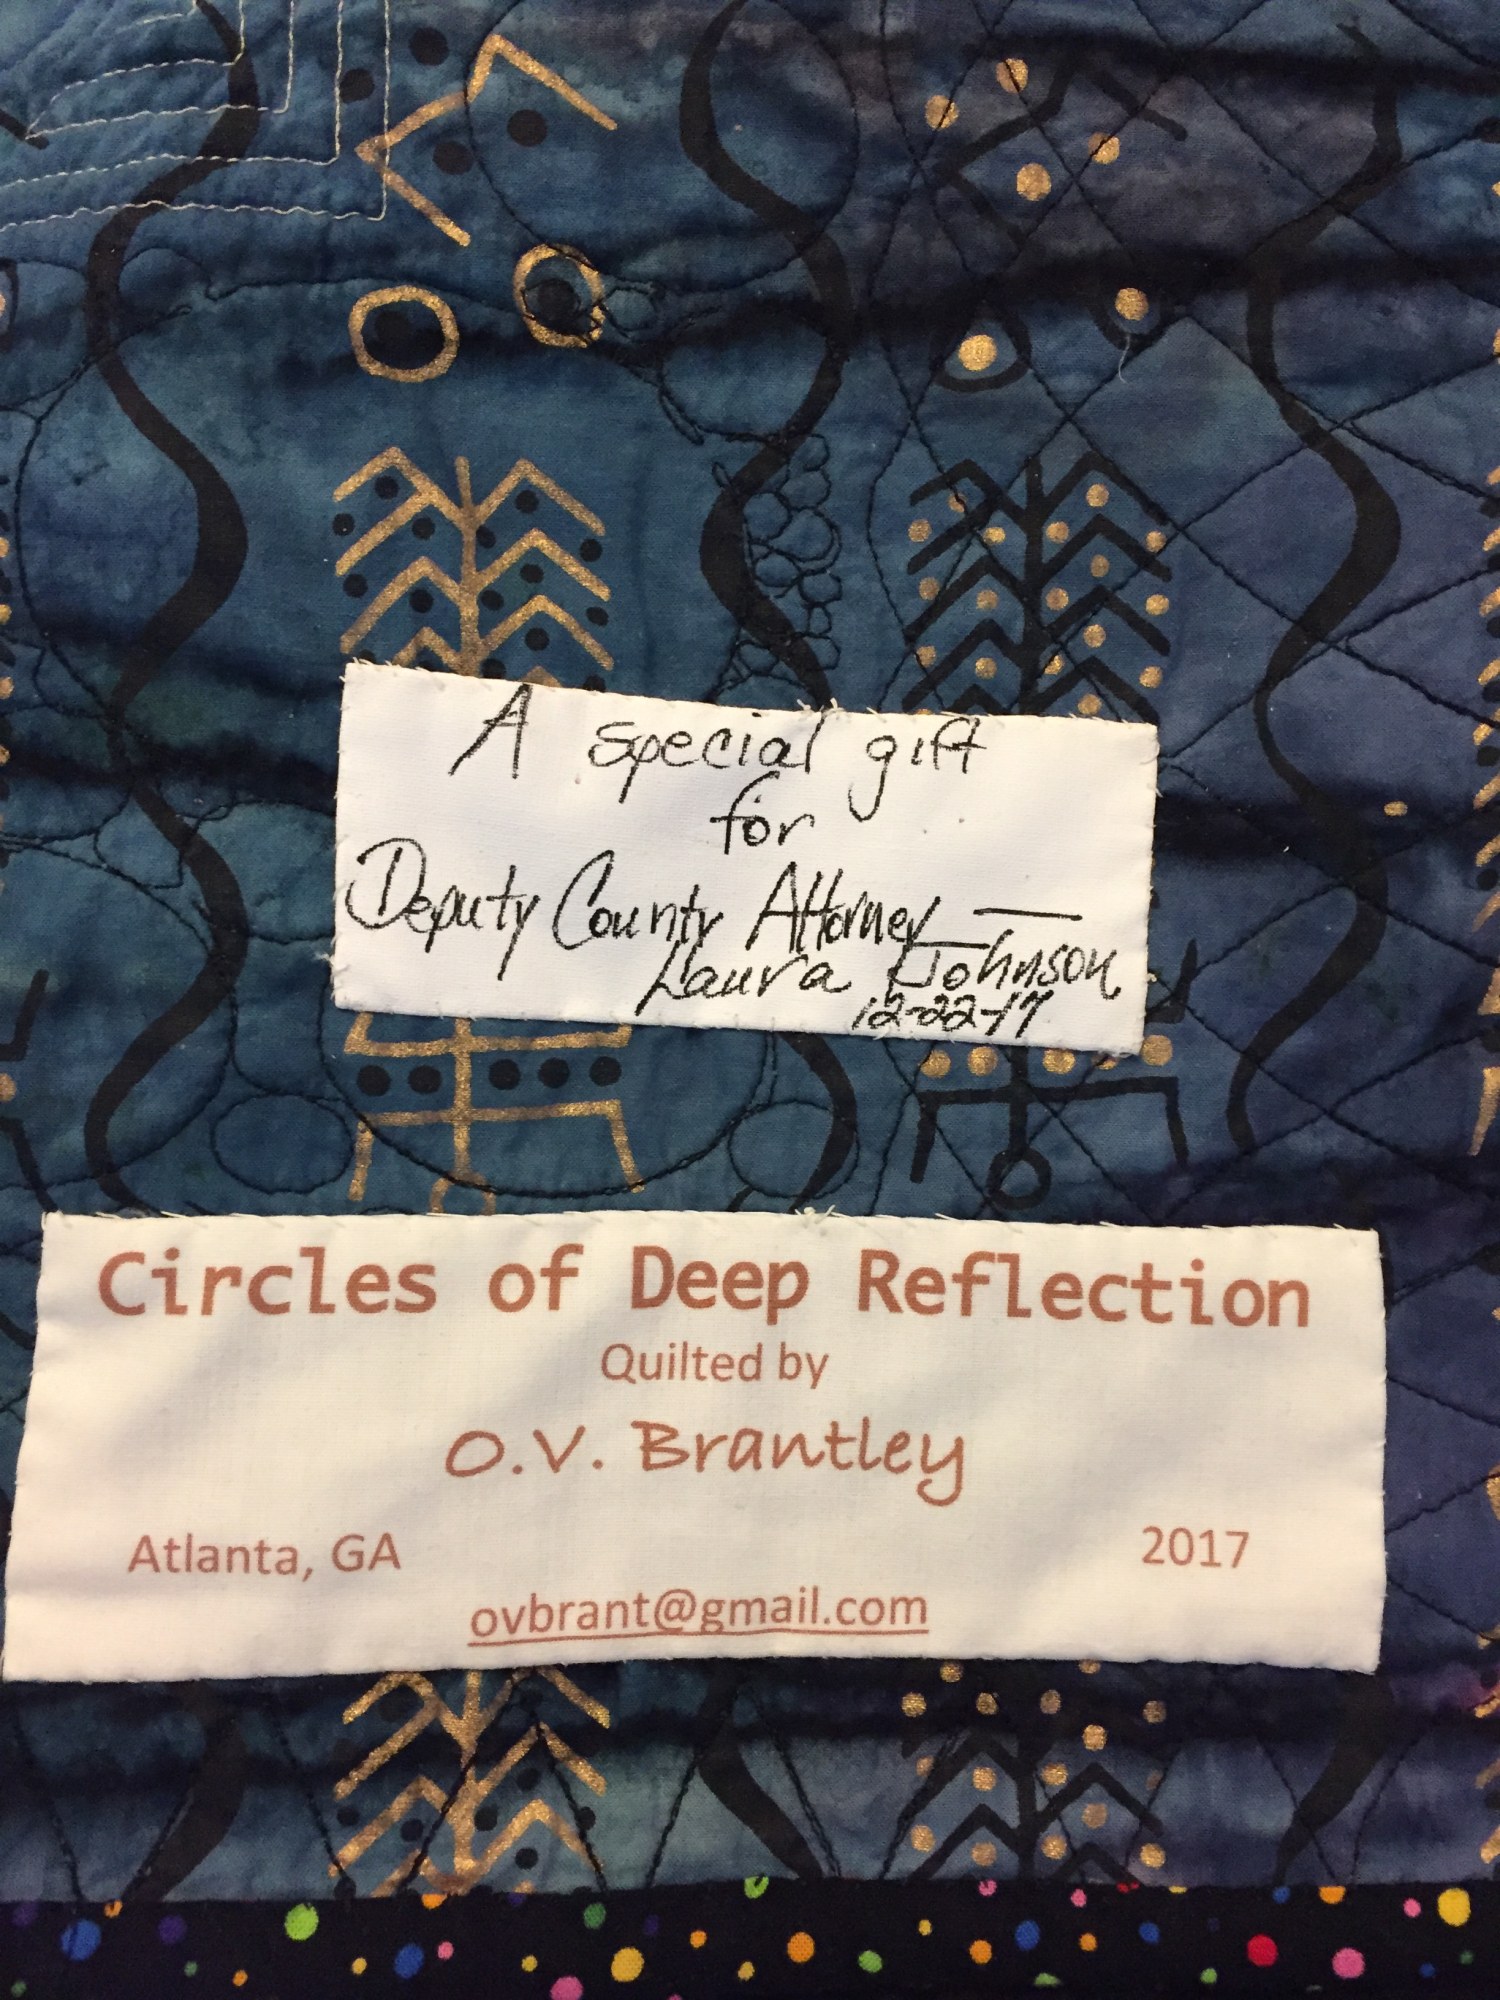 A special gift
for
Deputy County Attorney —
Laura Johnson
12-22-17
Circles of Deep Reflection
Quilted by
O.V. Brantley
Atlanta, GA 2017
ovbrant@gmail.com